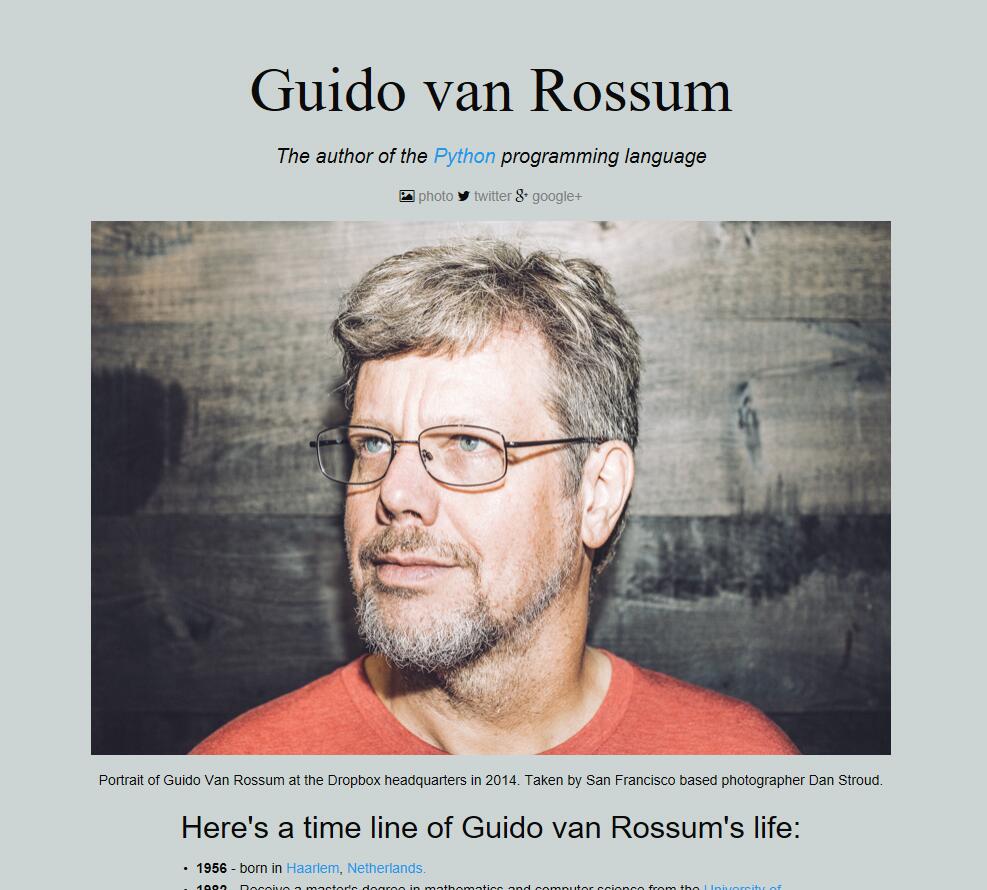 Guido van Rossum
The author of the Python programming language
photo twitter google+
Portrait of Guido Van Rossum at the Dropbox headquarters in 2014. Taken by San Francisco based photographer Dan Stroud.
Here's a time line of Guido van Rossum's life:
• 1956 - born in Haarlem, Netherlands.
• 1982 - Receive a master's degree in mathematics and computer science from the University of